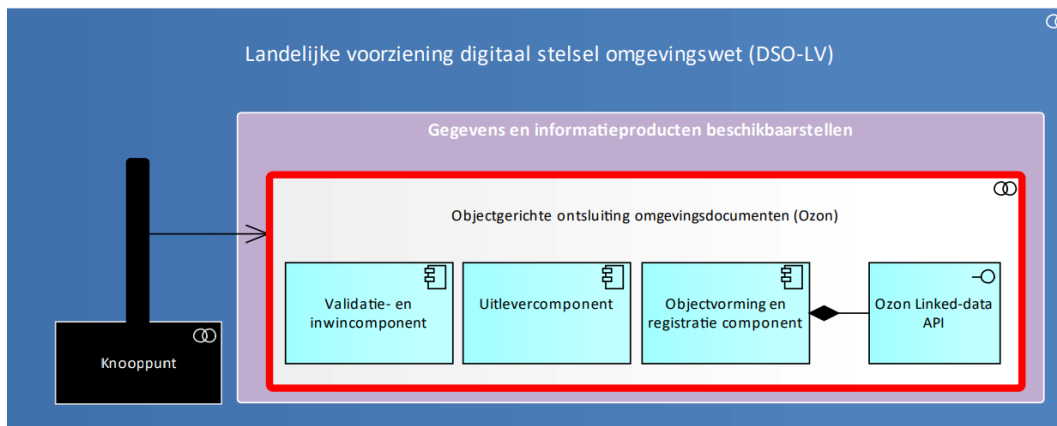 Landelijke voorziening digitaal stelsel omgevingswet (DSO-LV)
Gegevens en informatieproducten beschikbaarstellen
Objectgerichte ontsluiting omgevingsdocumenten (Ozon)
Validatie- en
inwincomponent
Uitlevercomponent
Objectvorming en
registratie component
Ozon Linked-data
API
Knooppunt